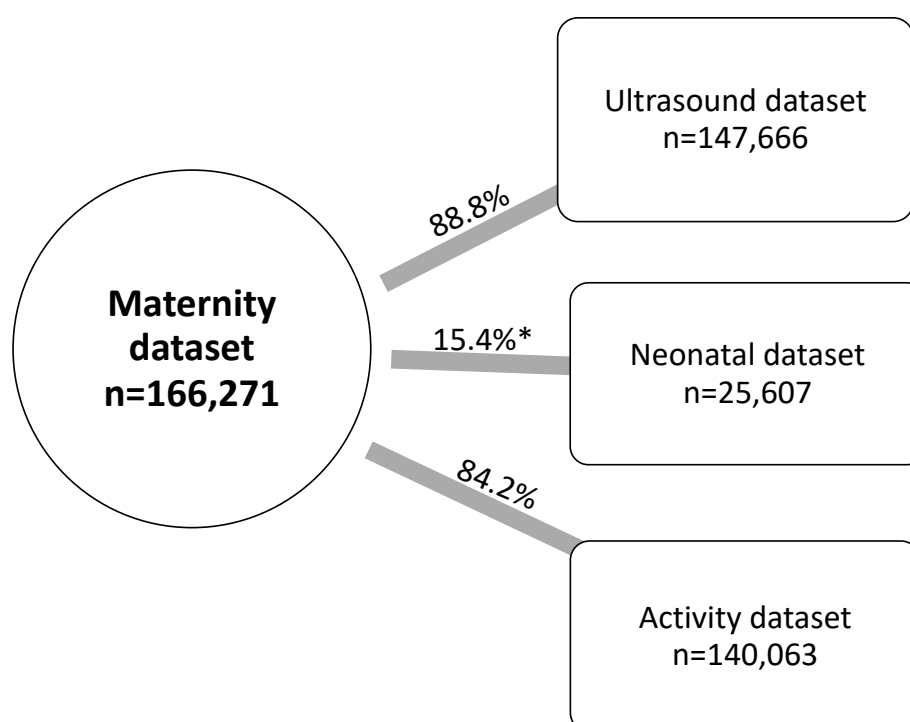 Maternity
dataset
n=166,271
88.8%
Ultrasound dataset
n=147,666
15.4%*
Neonatal dataset
n=25,607
84.2%
Activity dataset
n=140,063